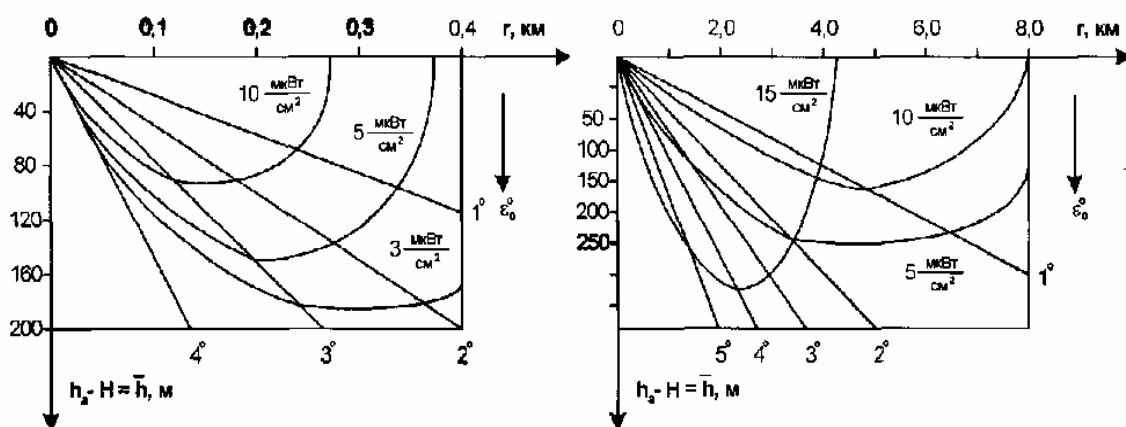 0 0,1 0,2 0,3 0,4 r, км
40
80
120
160
200
10 мкВт/см²
5 мкВт/см²
3 мкВт/см²
1°
ε₀°
4° 3° 2°
hₐ- H = h̄, м
0 2,0 4,0 6,0 8,0 r, км
50
100
150
200
250
15 мкВт/см²
10 мкВт/см²
5 мкВт/см²
ε₀°
1°
5° 4° 3° 2°
hₐ- H = h̄, м